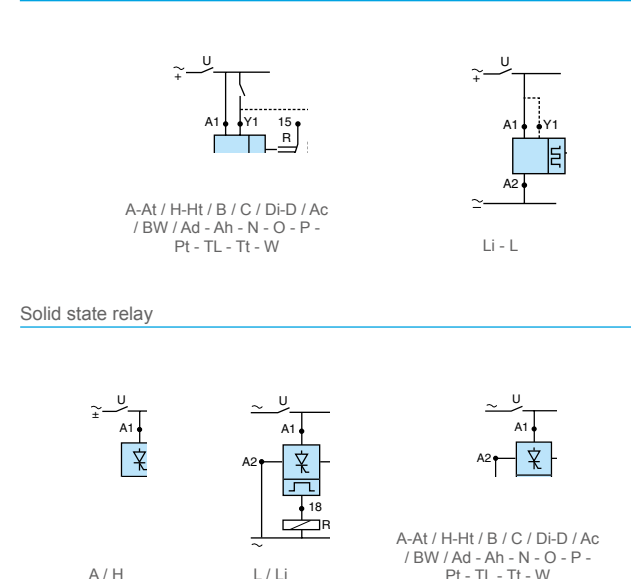 U
U
A1
Y1
15
R
A1
Y1
A2
A-At / H-Ht / B / C / Di-D / Ac
/ BW / Ad - Ah - N - O - P -
Pt - TL - Tt - W
Li - L
Solid state relay
U
U
U
A1
A1
A1
A2
A2
18
R
A / H
L / Li
A-At / H-Ht / B / C / Di-D / Ac
/ BW / Ad - Ah - N - O - P -
Pt - TL - Tt - W